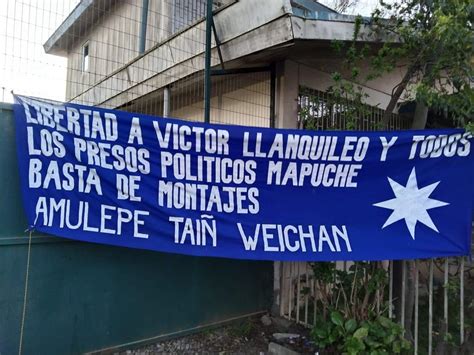 LIBERTAD A VICTOR LLANQUILEO Y TODOS
LOS PRESOS POLITICOS MAPUCHE
BASTA DE MONTAJES
AMULEPE TAIÑ WEICHAN